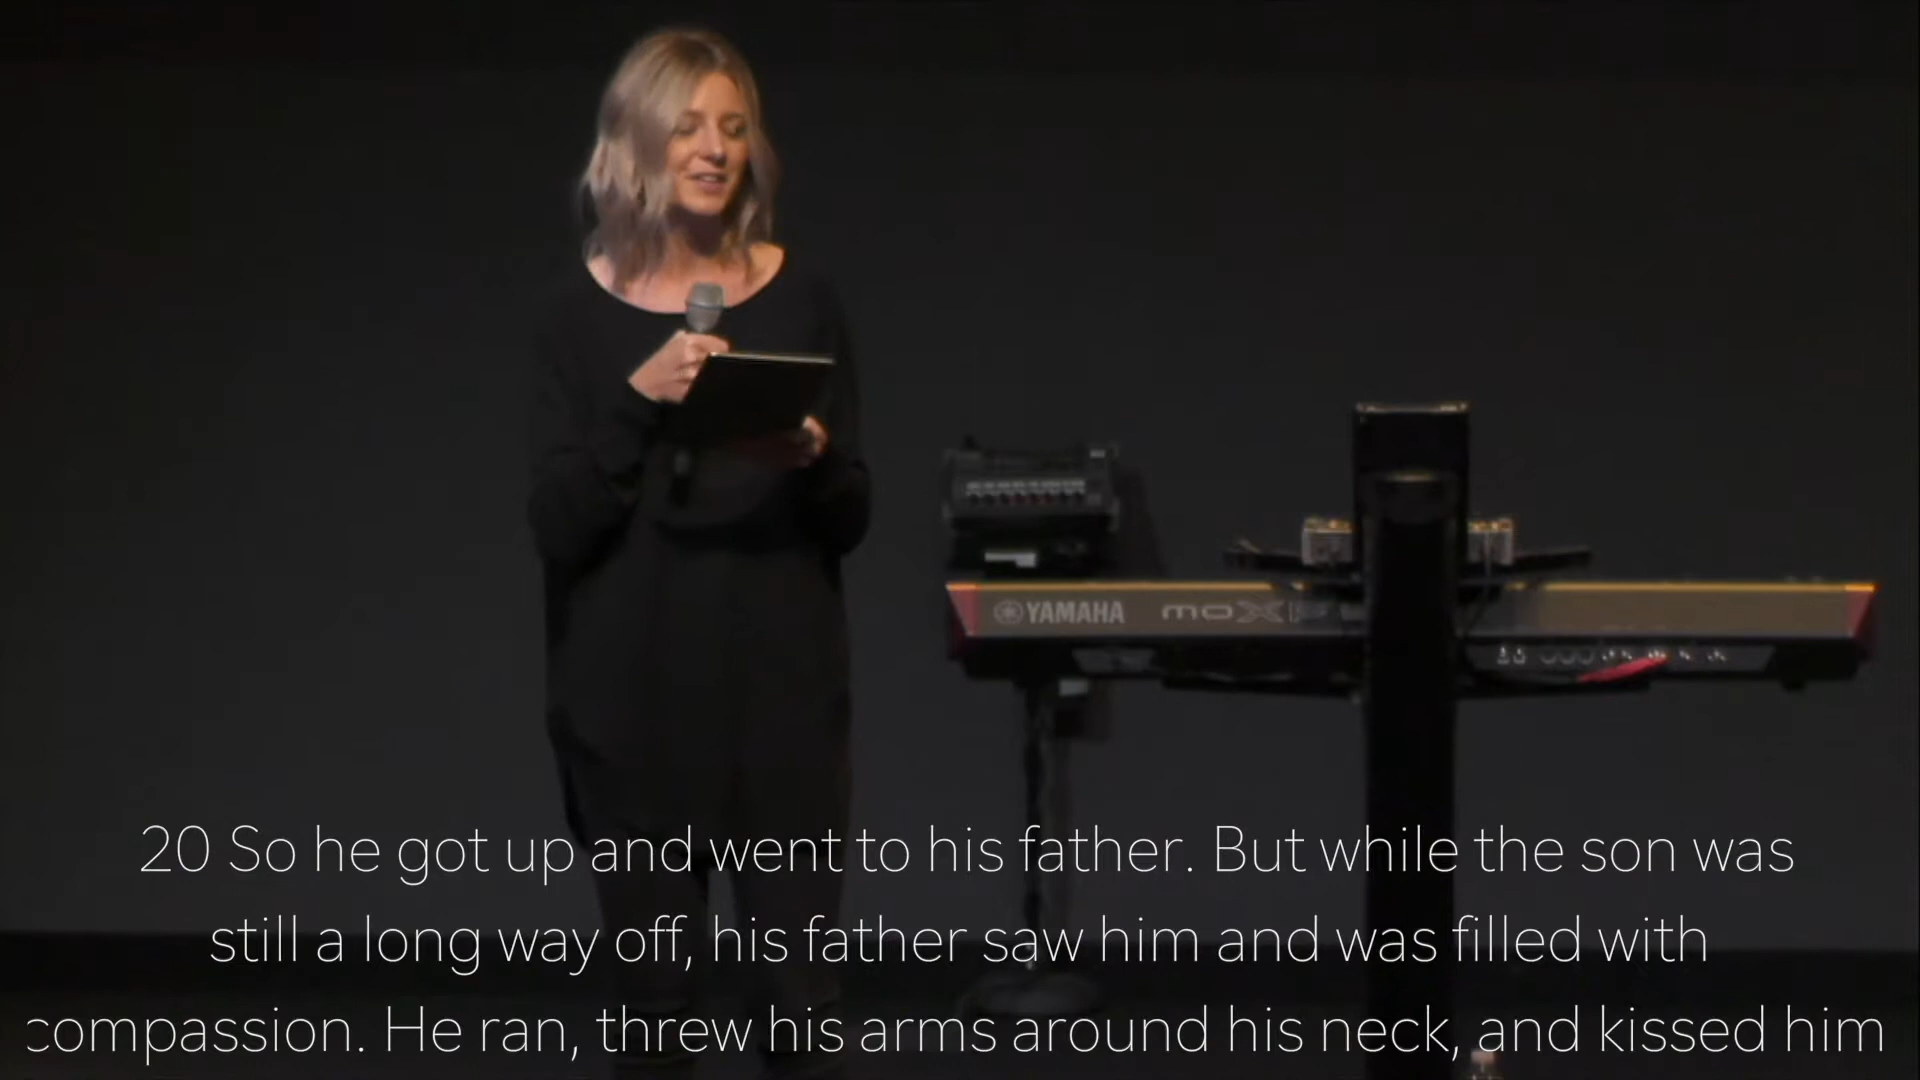 YAMAHA moXF
20 So he got up and went to his father. But while the son was
still a long way off, his father saw him and was filled with
compassion. He ran, threw his arms around his neck, and kissed him